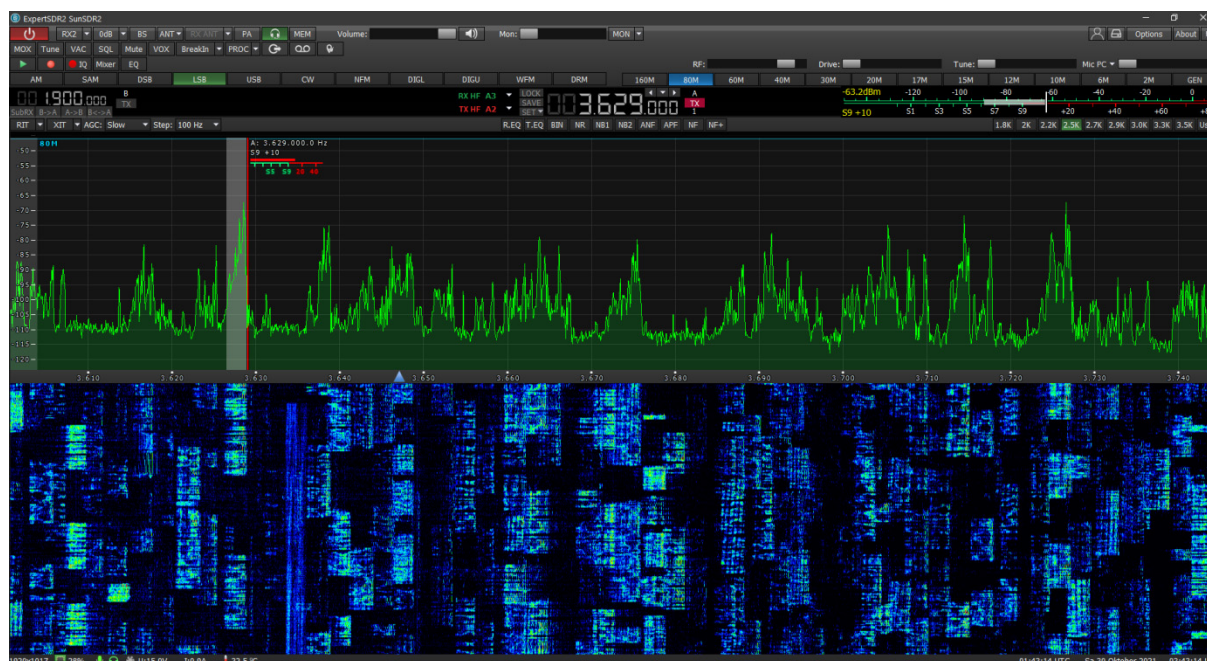 ExpertSDR2 SunSDR2
RX2 0dB BS ANT RX ANT PA MEM Volume: Mon: MON Options About
MOX Tune VAC SQL Mute VOX BreakIn PROC
IQ Mixer EQ RF: Drive: Tune: Mic PC
AM SAM DSB LSB USB CW NFM DIGL DIGU WFM DRM 160M 80M 60M 40M 30M 20M 17M 15M 12M 10M 6M 2M GEN
001.900.000 B TX RX HF A3 LOCK 003.629.000 A TX 1 -63.2dBm -120 -100 -80 -60 -40 -20 0
SubRX B->A A->B B<->A TX HF A2 SAVE SET S9 +10 S1 S3 S5 S7 S9 +20 +40 +60
RIT XIT AGC: Slow Step: 100 Hz R.EQ T.EQ BIN NR NB1 NB2 ANF APF NF NF+ 1.8K 2K 2.2K 2.5K 2.7K 2.9K 3.0K 3.3K 3.5K
80M A: 3.629.000.0 Hz
-50
S9 +10
-55
S5 S9
-60
-65
-70
-75
-80
-85
-90
-95
-100
-105
-110
-115
-120
3.610 3.620 3.630 3.640 3.650 3.660 3.670 3.680 3.690 3.700 3.710 3.720 3.730 3.740